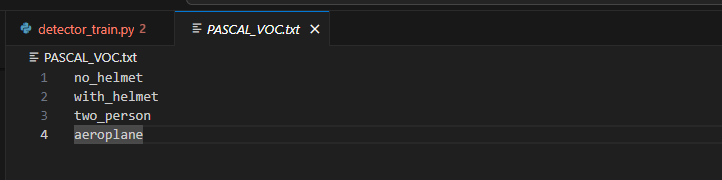 detector_train.py 2
PASCAL_VOC.txt
PASCAL_VOC.txt
1 no_helmet
2 with_helmet
3 two_person
4 aeroplane